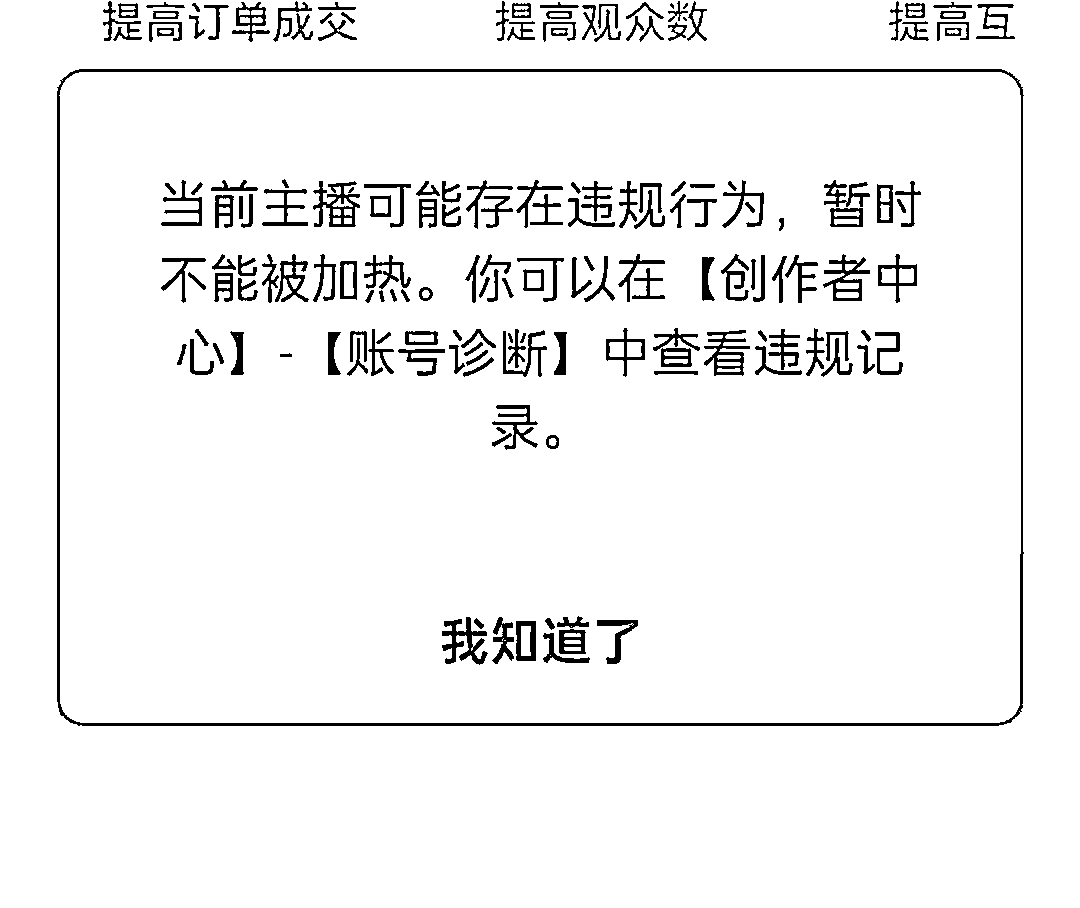 提高订单成交 提高观众数 提高互
当前主播可能存在违规行为，暂时
不能被加热。你可以在【创作者中
心】-【账号诊断】中查看违规记
录。
我知道了